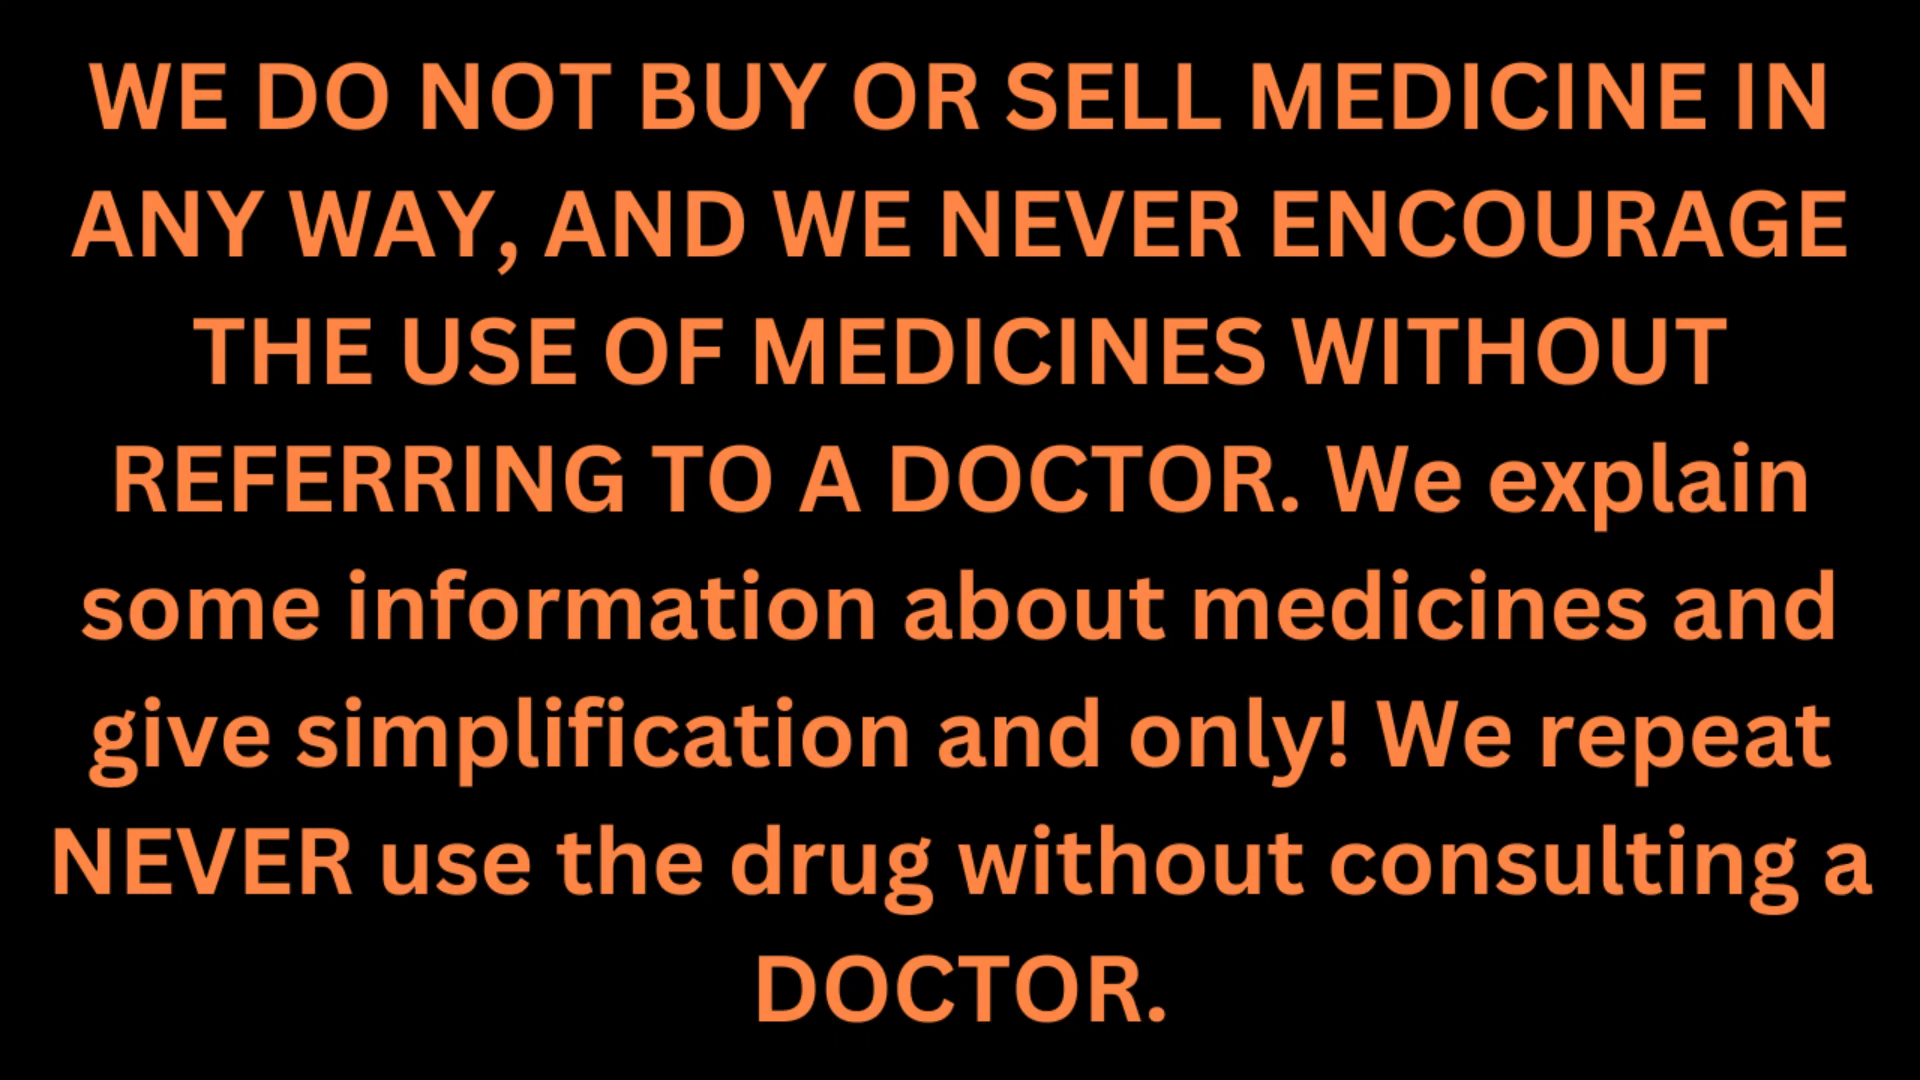 WE DO NOT BUY OR SELL MEDICINE IN
ANY WAY, AND WE NEVER ENCOURAGE
THE USE OF MEDICINES WITHOUT
REFERRING TO A DOCTOR. We explain
some information about medicines and
give simplification and only! We repeat
NEVER use the drug without consulting a
DOCTOR.